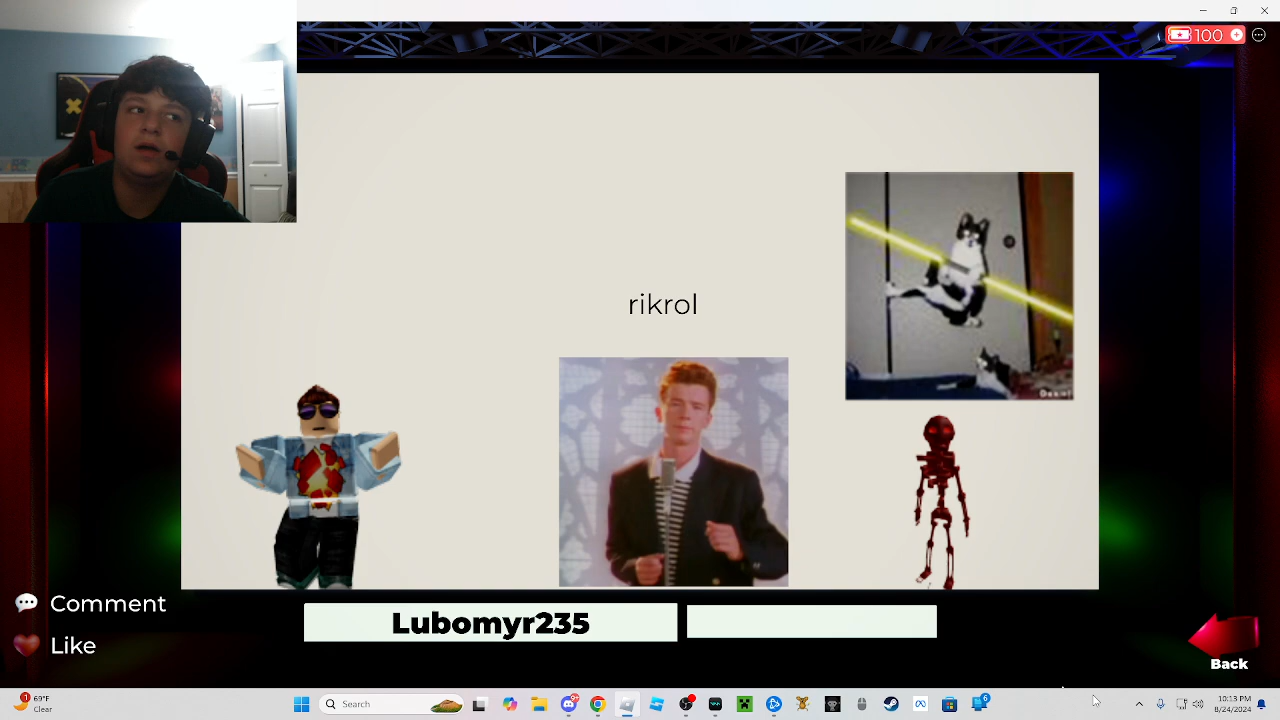 100
rikrol
Comment
Like
Lubomyr235
Back
69°F
Clear
Search
10:13 PM
8/24/2024